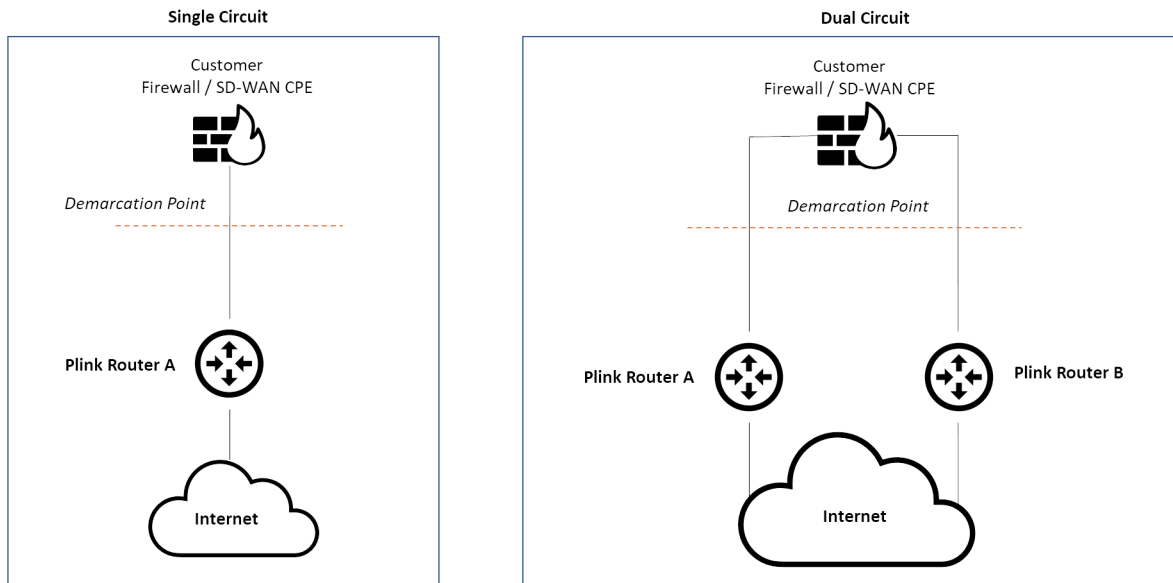 Single Circuit
Customer
Firewall / SD-WAN CPE
Demarcation Point
Plink Router A
Internet
Dual Circuit
Customer
Firewall / SD-WAN CPE
Demarcation Point
Plink Router A
Plink Router B
Internet